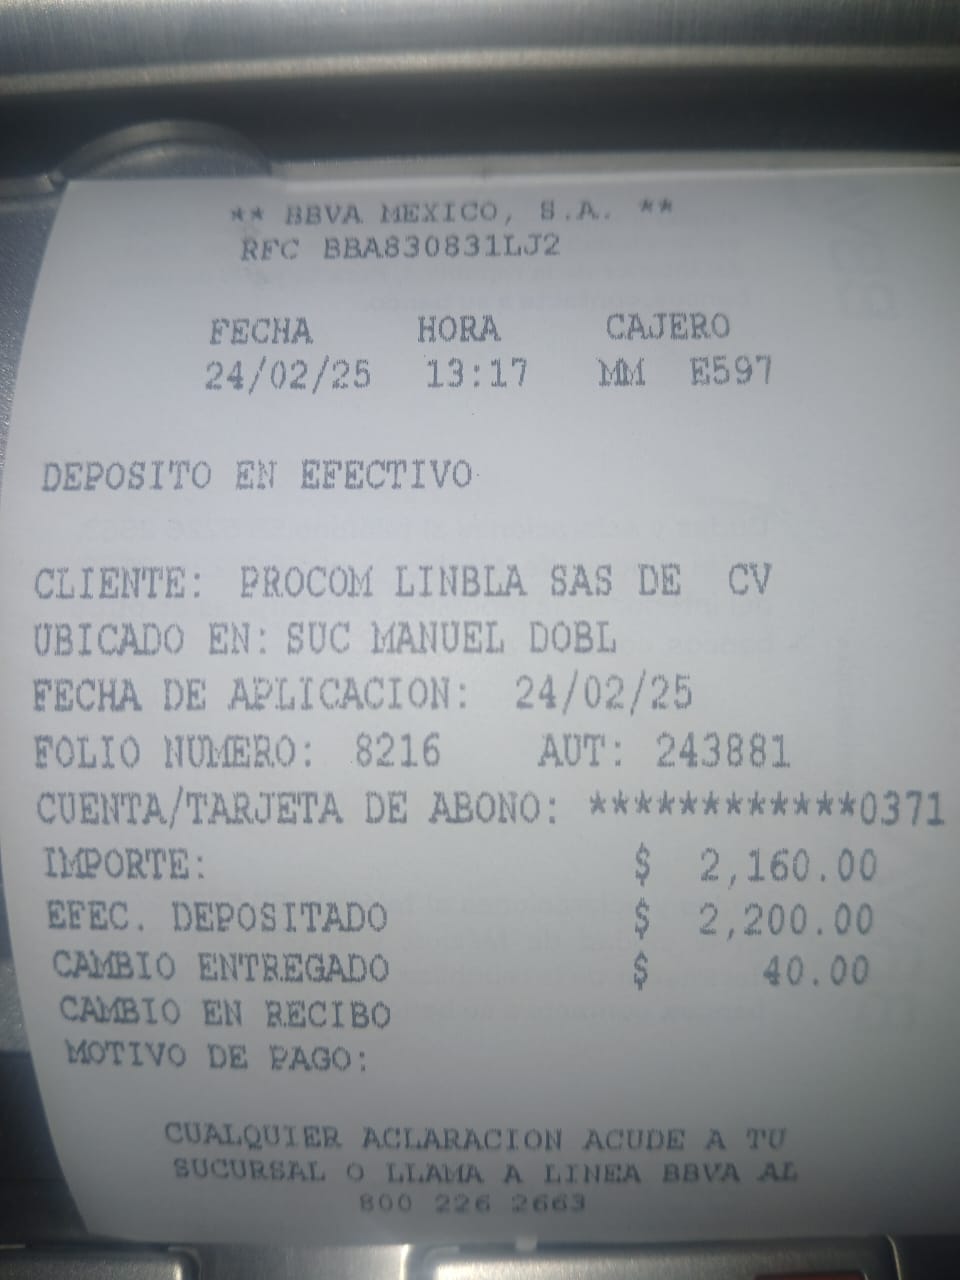 ** BBVA MEXICO, S.A. **
RFC BBA830831LJ2
FECHA HORA CAJERO
24/02/25 13:17 MM E597
DEPOSITO EN EFECTIVO
CLIENTE: PROCOM LINBLA SAS DE CV
UBICADO EN: SUC MANUEL DOBL
FECHA DE APLICACION: 24/02/25
FOLIO NUMERO: 8216 AUT: 243881
CUENTA/TARJETA DE ABONO: ************0371
IMPORTE: $ 2,160.00
EFEC. DEPOSITADO $ 2,200.00
CAMBIO ENTREGADO $ 40.00
CAMBIO EN RECIBO
MOTIVO DE PAGO:
CUALQUIER ACLARACION ACUDE A TU
SUCURSAL O LLAMA A LINEA BBVA AL
800 226 2663